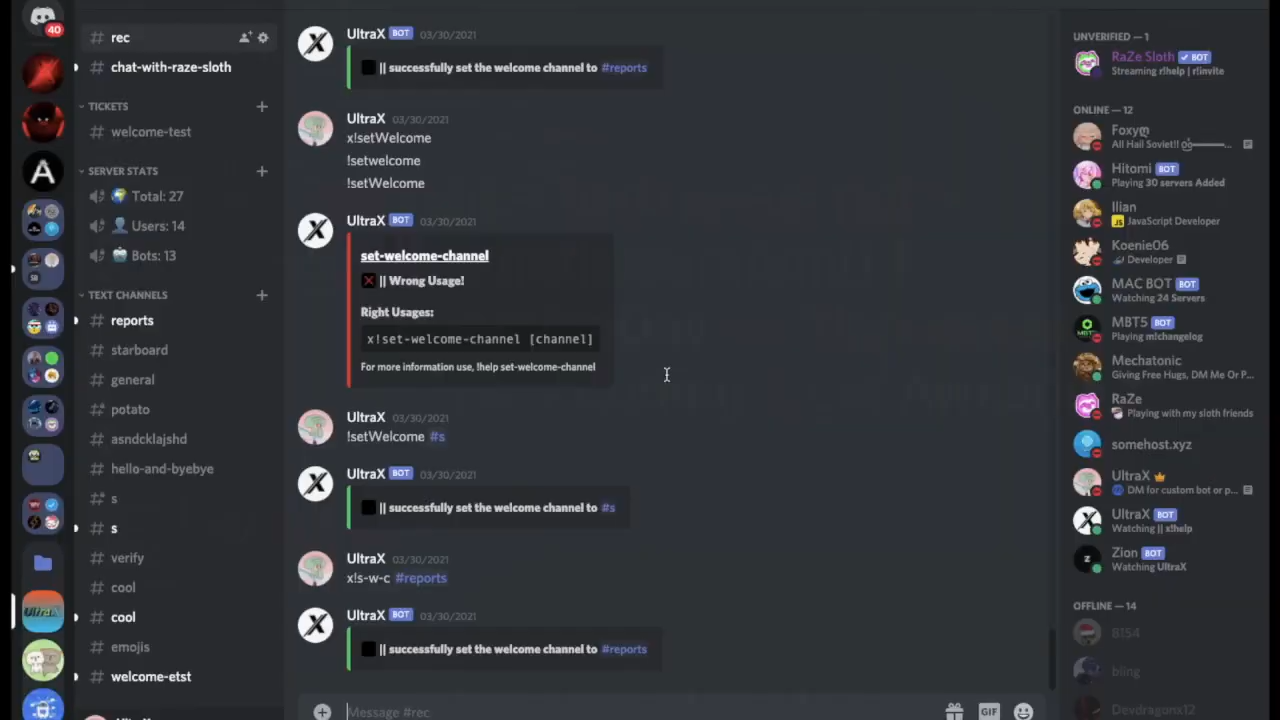 40
rec
chat-with-raze-sloth
TICKETS
welcome-test
SERVER STATS
Total: 27
Users: 14
Bots: 13
TEXT CHANNELS
reports
starboard
general
potato
asndcklajshd
hello-and-byebye
s
s
verify
cool
cool
emojis
welcome-etst
UltraX
UltraX BOT 03/30/2021
|| successfully set the welcome channel to #reports
UltraX 03/30/2021
x!setWelcome
!setwelcome
!setWelcome
UltraX BOT 03/30/2021
set-welcome-channel
|| Wrong Usage!
Right Usages:
x!set-welcome-channel [channel]
For more information use, !help set-welcome-channel
UltraX 03/30/2021
!setWelcome #s
UltraX BOT 03/30/2021
|| successfully set the welcome channel to #s
UltraX 03/30/2021
x!s-w-c #reports
UltraX BOT 03/30/2021
|| successfully set the welcome channel to #reports
Message #rec
GIF
UNVERIFIED — 1
RaZe Sloth BOT
Streaming r!help | r!invite
ONLINE — 12
All Hail Soviet!!
Hitomi BOT
Playing 30 servers Added
Ilian
JS JavaScript Developer
Koenie06
Developer
MAC BOT BOT
Watching 24 Servers
MBT5 BOT
Playing m!changelog
Mechatonic
Giving Free Hugs, DM Me Or P...
RaZe
Playing with my sloth friends
somehost.xyz
UltraX
DM for custom bot or p...
UltraX BOT
Watching || x!help
Zion BOT
Watching UltraX
OFFLINE — 14
8154
bling
Devdragonx12